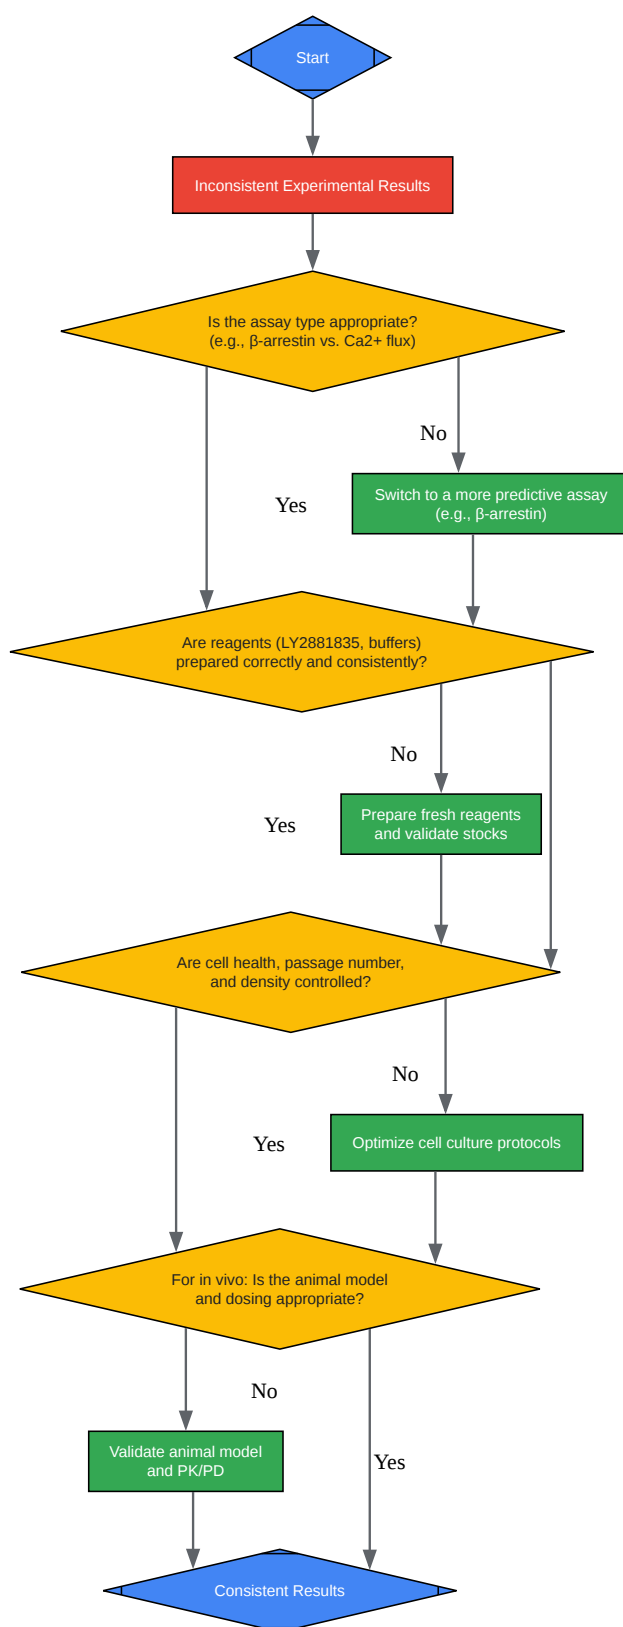 Start
Inconsistent Experimental Results
Is the assay type appropriate?
(e.g., β-arrestin vs. Ca2+ flux)
No
Yes
Switch to a more predictive assay
(e.g., β-arrestin)
Are reagents (LY2881835, buffers)
prepared correctly and consistently?
No
Yes
Prepare fresh reagents
and validate stocks
Are cell health, passage number,
and density controlled?
No
Yes
Optimize cell culture protocols
For in vivo: Is the animal model
and dosing appropriate?
No
Yes
Validate animal model
and PK/PD
Consistent Results